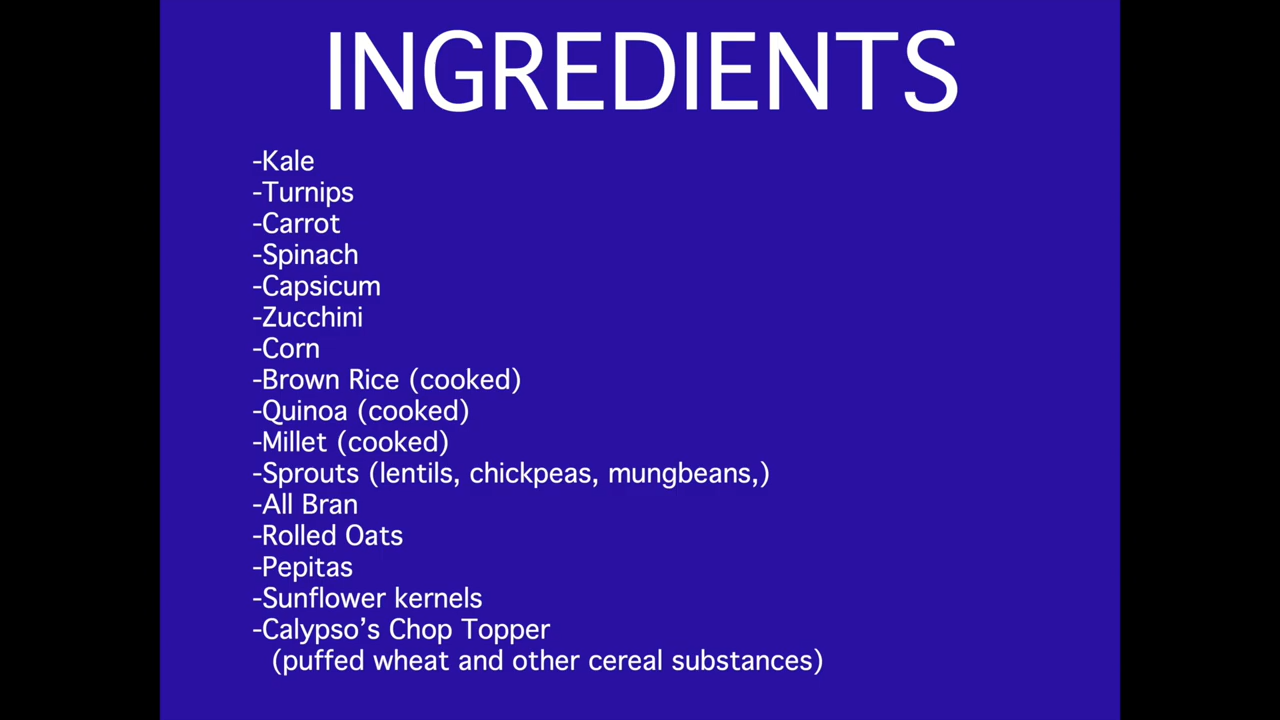 INGREDIENTS
-Kale
-Turnips
-Carrot
-Spinach
-Capsicum
-Zucchini
-Corn
-Brown Rice (cooked)
-Quinoa (cooked)
-Millet (cooked)
-Sprouts (lentils, chickpeas, mungbeans,)
-All Bran
-Rolled Oats
-Pepitas
-Sunflower kernels
-Calypso’s Chop Topper
(puffed wheat and other cereal substances)